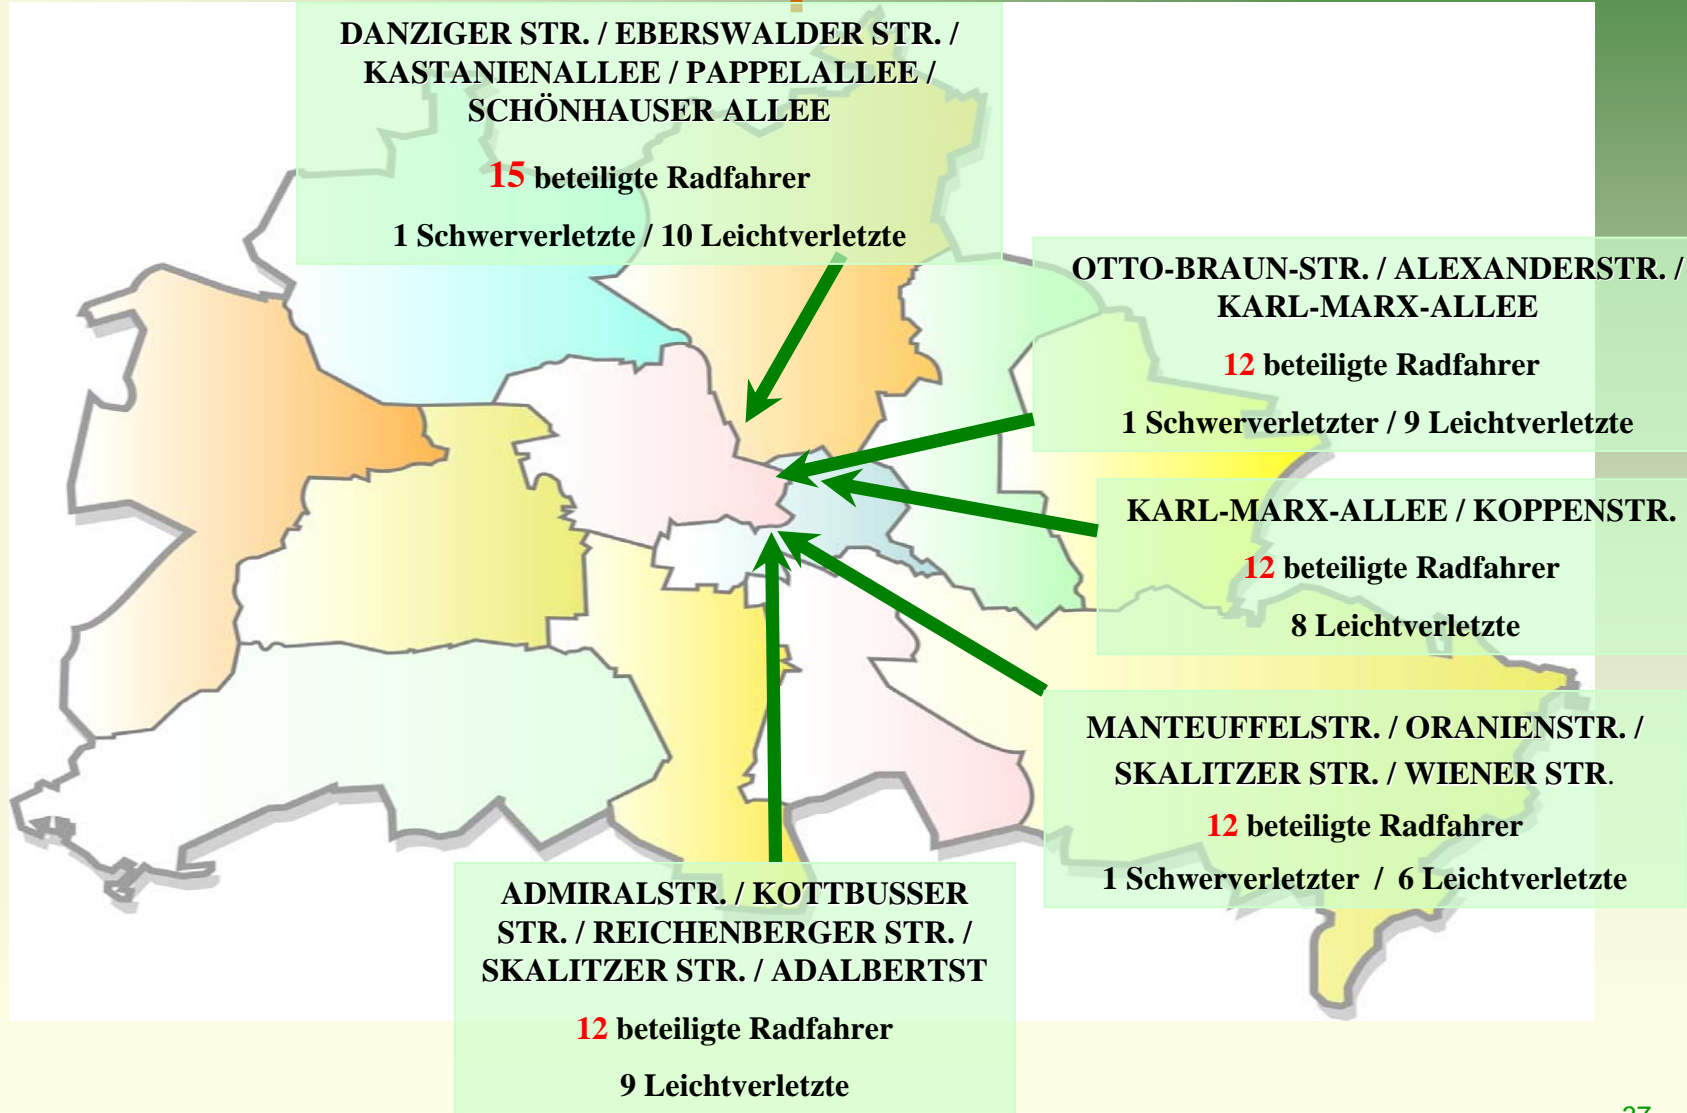 DANZIGER STR. / EBERSWALDER STR. /
KASTANIENALLEE / PAPPELALLEE /
SCHÖNHAUSER ALLEE
15 beteiligte Radfahrer
1 Schwerverletzte / 10 Leichtverletzte
OTTO-BRAUN-STR. / ALEXANDERSTR. /
KARL-MARX-ALLEE
12 beteiligte Radfahrer
1 Schwerverletzter / 9 Leichtverletzte
KARL-MARX-ALLEE / KOPPENSTR.
12 beteiligte Radfahrer
8 Leichtverletzte
MANTEUFFELSTR. / ORANIENSTR. /
SKALITZER STR. / WIENER STR.
12 beteiligte Radfahrer
1 Schwerverletzter / 6 Leichtverletzte
ADMIRALSTR. / KOTTBUSSER
STR. / REICHENBERGER STR. /
SKALITZER STR. / ADALBERTST
12 beteiligte Radfahrer
9 Leichtverletzte